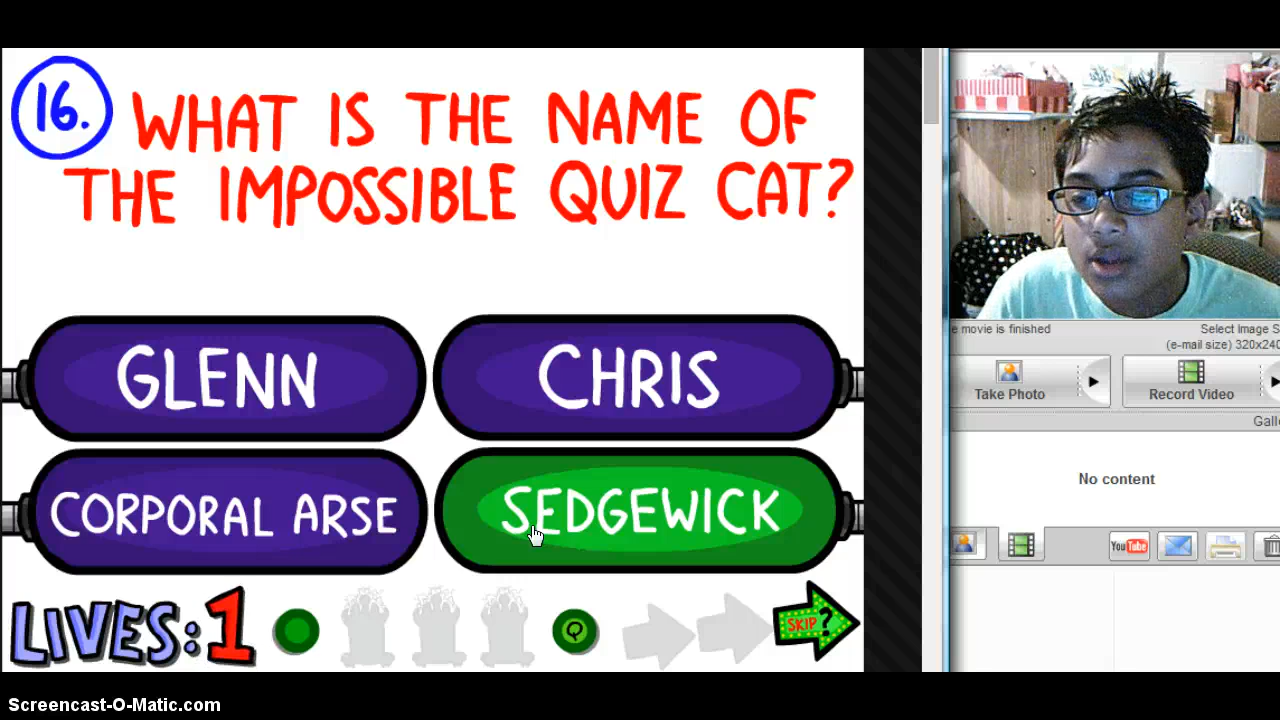 16. WHAT IS THE NAME OF
THE IMPOSSIBLE QUIZ CAT?
GLENN
CHRIS
CORPORAL ARSE
SEDGEWICK
LIVES:1
Q
SKIP?
e movie is finished
Select Image S
(e-mail size) 320x240
Take Photo
Record Video
Gall
No content
YouTube
Screencast-O-Matic.com